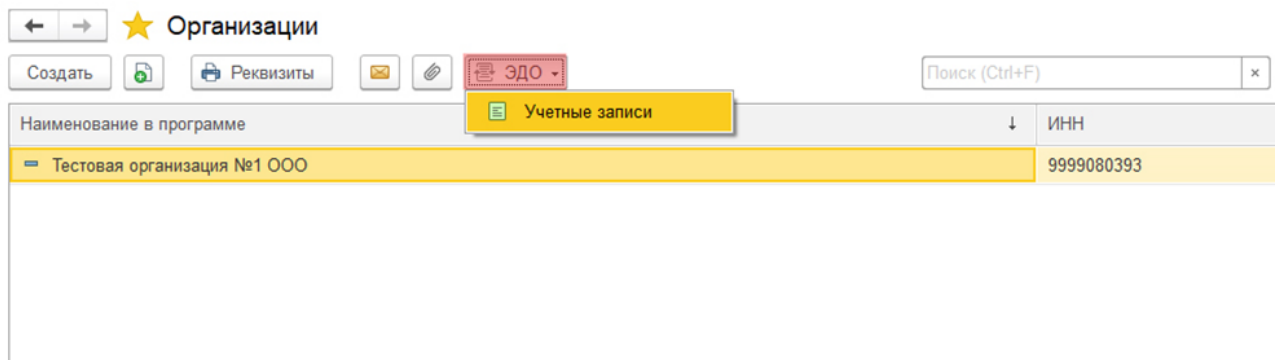 Организации
Создать Реквизиты ЭДО Поиск (Ctrl+F) ×
Учетные записи
Наименование в программе ↓ ИНН
Тестовая организация №1 ООО 9999080393